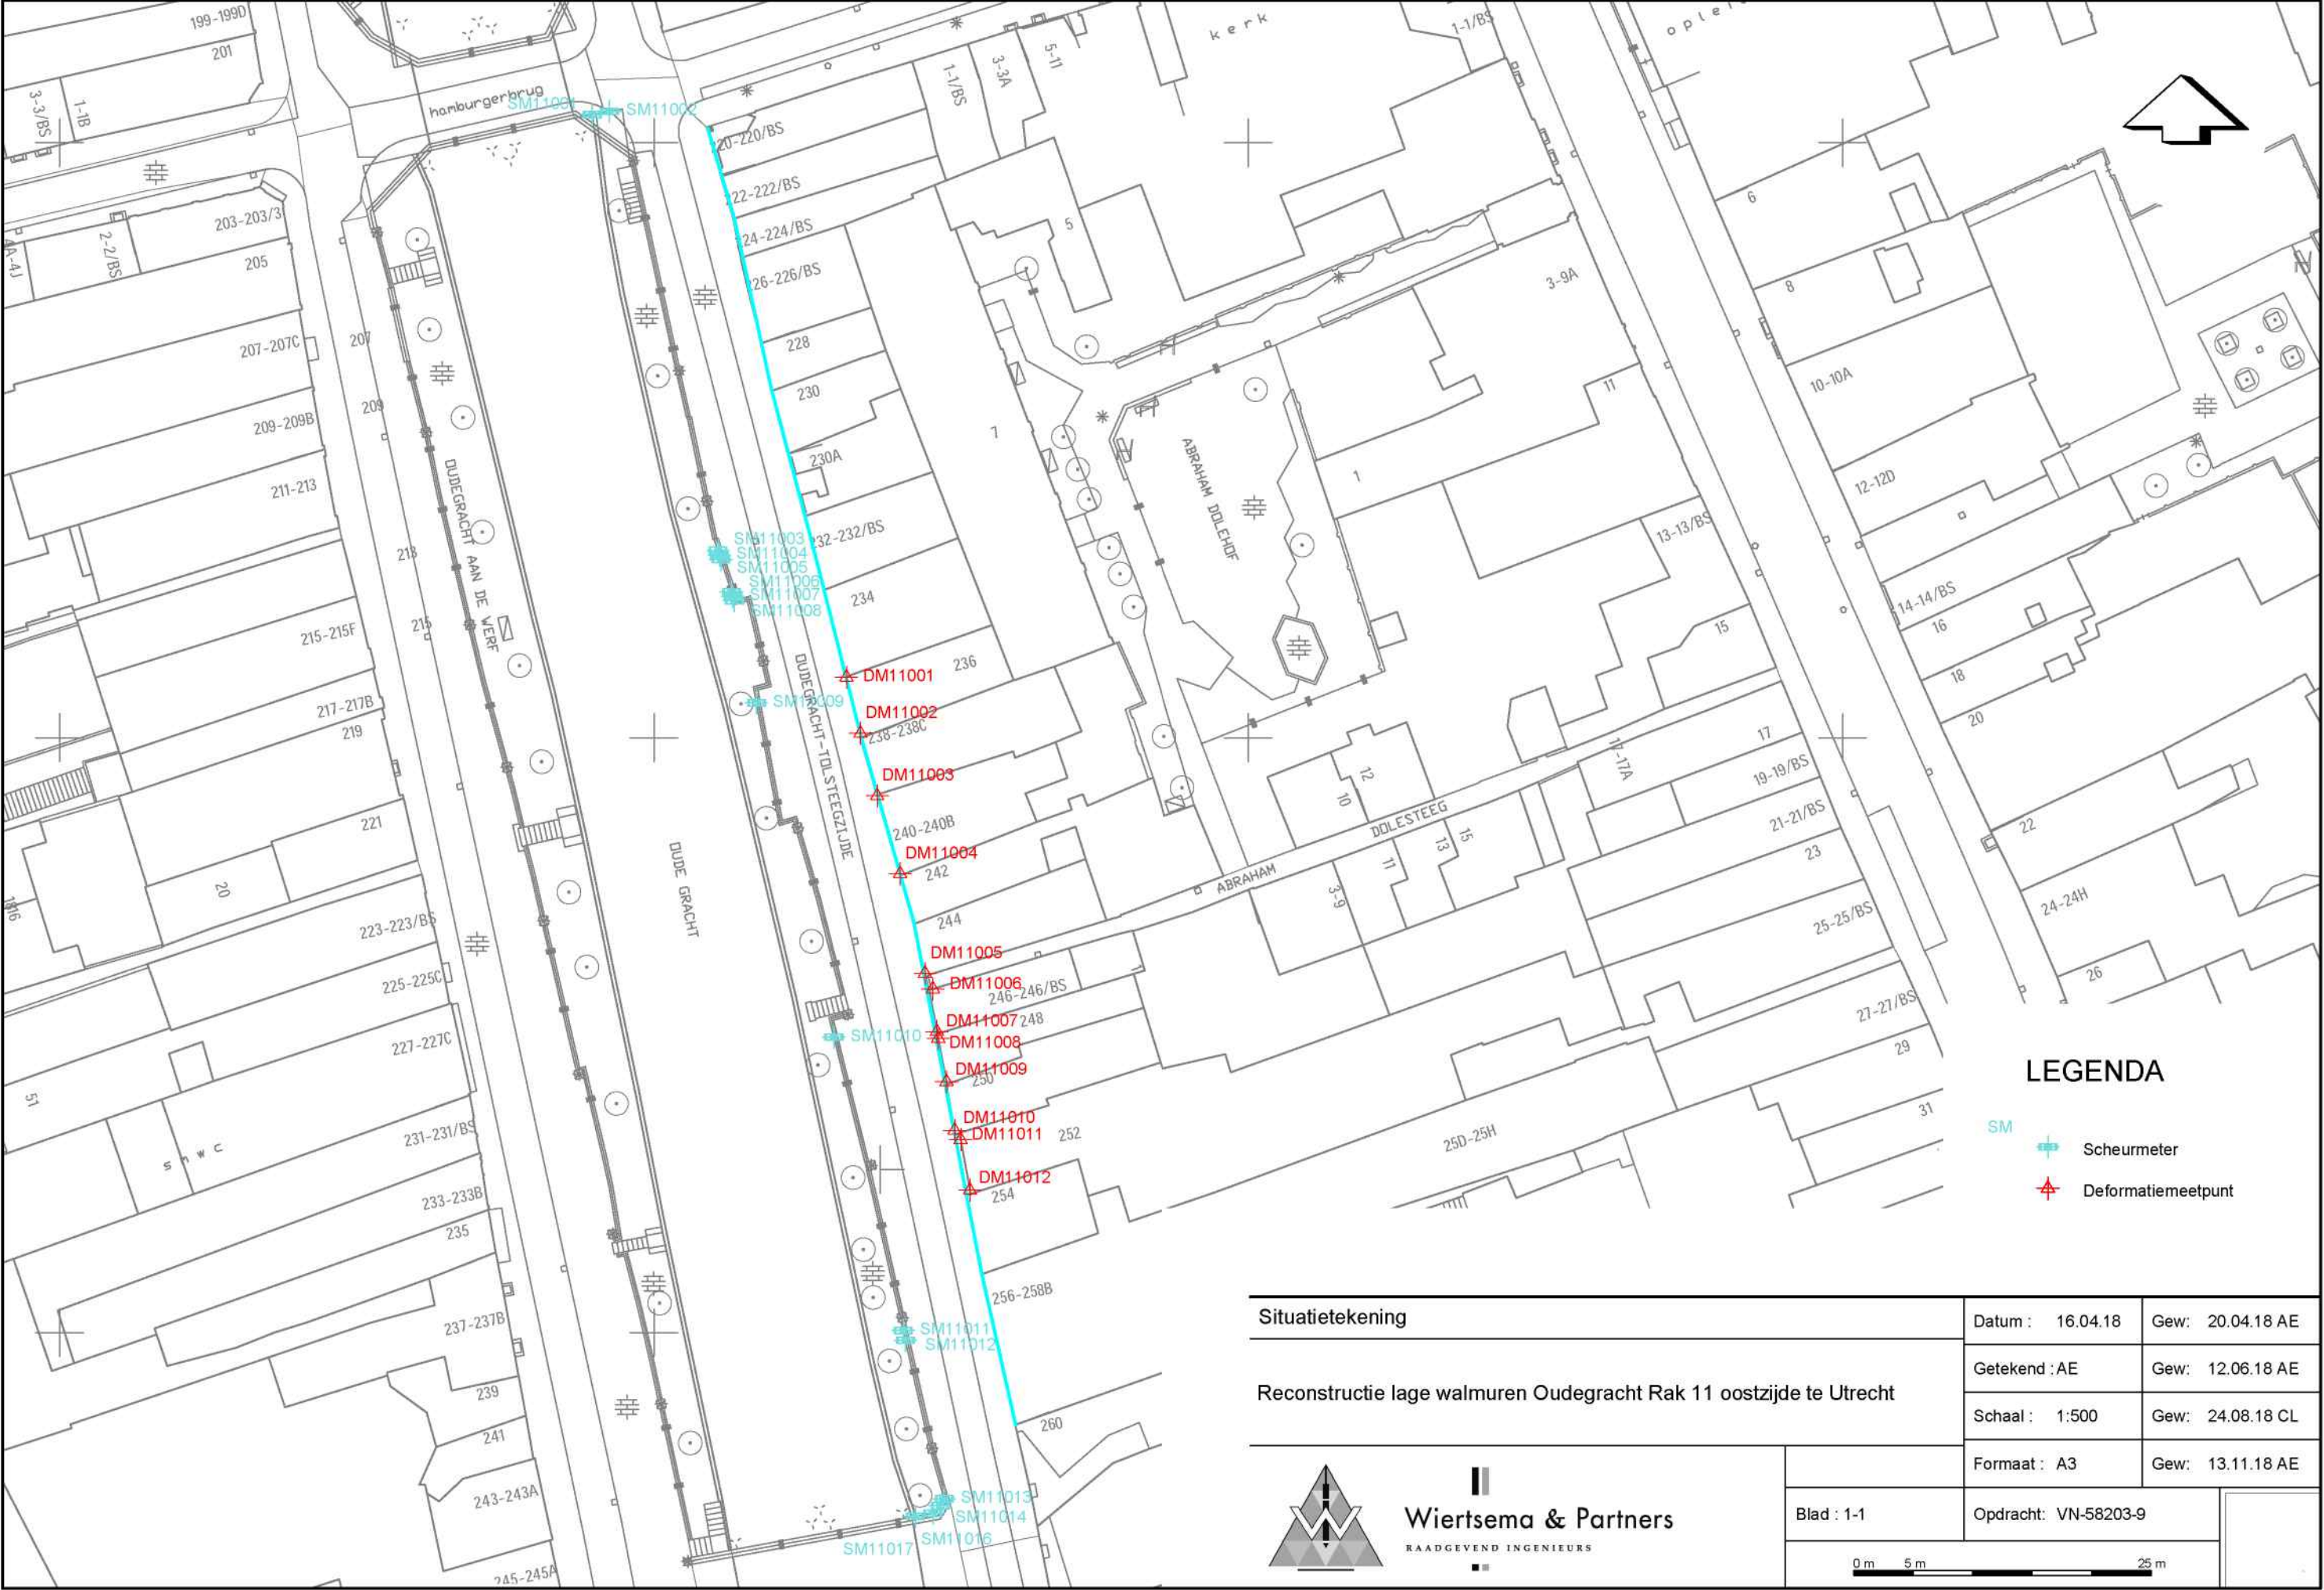 199-199D
201
3-3/BS
1-1B
hamburgerbrug
SM11001
SM11002
kerk
1-1/BS
3-3A
5-11
1-1/BS
20-220/BS
222-222/BS
224-224/BS
226-226/BS
228
230
230A
232-232/BS
234
236
238-238C
240-240B
242
244
246-246/BS
248
250
252
254
256-258B
260
4A-4J
2-2/BS
203-203/3
205
207-207C
207
209-209B
209
211-213
213
215-215F
215
217-217B
219
221
20
223-223/BS
225-225C
227-227C
51
smwc
231-231/BS
233-233B
235
237-237B
239
241
243-243A
245-245A
OUDEGRACHT AAN DE WERF
OUDE GRACHT
OUDEGRACHT-TOLSTEEGZIJDE
SM11003
SM11004
SM11005
SM11006
SM11007
SM11008
SM11009
SM11010
SM11011
SM11012
SM11013
SM11014
SM11016
SM11017
DM11001
DM11002
DM11003
DM11004
DM11005
DM11006
DM11007
DM11008
DM11009
DM11010
DM11011
DM11012
5
7
ABRAHAM DOLEHOF
1
3-9A
11
13-13/BS
15
17
17-17A
19-19/BS
21-21/BS
23
25-25/BS
27-27/BS
29
31
25D-25H
12
10
ABRAHAM
DOLESTEEG
3-9
11
13
15
6
8
10-10A
12-12D
14-14/BS
16
18
20
22
24-24H
26
LEGENDA
SM
Scheurmeter
Deformatiemeetpunt
Situatietekening
Reconstructie lage walmuren Oudegracht Rak 11 oostzijde te Utrecht
Datum : 16.04.18
Gew: 20.04.18 AE
Getekend : AE
Gew: 12.06.18 AE
Schaal : 1:500
Gew: 24.08.18 CL
Formaat : A3
Gew: 13.11.18 AE
Blad : 1-1
Opdracht: VN-58203-9
Wiertsema & Partners
RAADGEVEND INGENIEURS
0 m 5 m 25 m